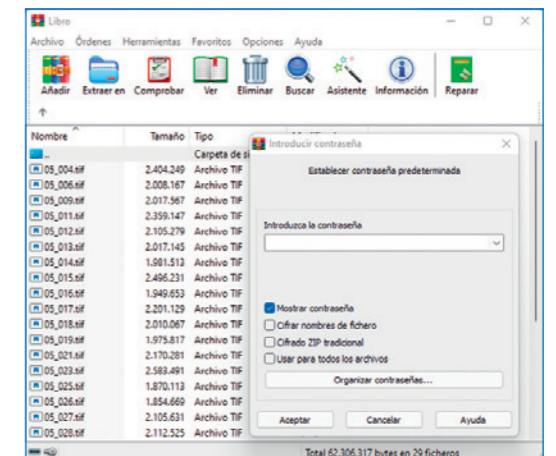 Libro
Archivo Órdenes Herramientas Favoritos Opciones Ayuda
Añadir Extraer en Comprobar Ver Eliminar Buscar Asistente Información Reparar
Nombre Tamaño Tipo
.. Carpeta de si
05_004.tif 2.404.249 Archivo TIF
05_006.tif 2.008.167 Archivo TIF
05_009.tif 2.017.567 Archivo TIF
05_011.tif 2.359.147 Archivo TIF
05_012.tif 2.105.279 Archivo TIF
05_013.tif 2.017.145 Archivo TIF
05_014.tif 1.981.513 Archivo TIF
05_015.tif 2.496.231 Archivo TIF
05_016.tif 1.949.653 Archivo TIF
05_017.tif 2.201.129 Archivo TIF
05_018.tif 2.010.067 Archivo TIF
05_019.tif 1.975.817 Archivo TIF
05_021.tif 2.170.281 Archivo TIF
05_023.tif 2.583.491 Archivo TIF
05_025.tif 1.870.113 Archivo TIF
05_026.tif 1.854.669 Archivo TIF
05_027.tif 2.105.631 Archivo TIF
05_028.tif 2.112.525 Archivo TIF
Introducir contraseña
Establecer contraseña predeterminada
Introduzca la contraseña
Mostrar contraseña
Cifrar nombres de fichero
Cifrado ZIP tradicional
Usar para todos los archivos
Organizar contraseñas...
Aceptar Cancelar Ayuda
Total 62.306.317 bytes en 29 ficheros